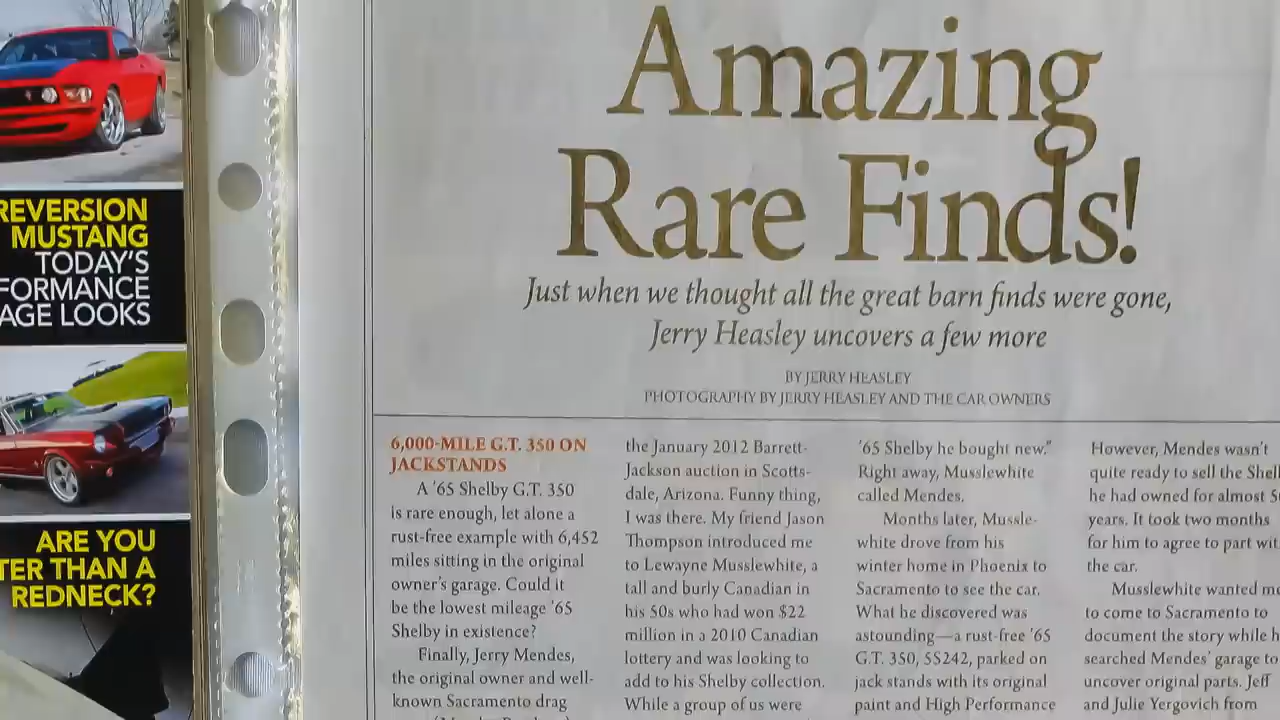 REVERSION
MUSTANG
TODAY'S
FORMANCE
AGE LOOKS
ARE YOU
TER THAN A
REDNECK?
Amazing
Rare Finds!
Just when we thought all the great barn finds were gone,
Jerry Heasley uncovers a few more
BY JERRY HEASLEY
PHOTOGRAPHY BY JERRY HEASLEY AND THE CAR OWNERS
6,000-MILE G.T. 350 ON
JACKSTANDS
A '65 Shelby G.T. 350
is rare enough, let alone a
rust-free example with 6,452
miles sitting in the original
owner's garage. Could it
be the lowest mileage '65
Shelby in existence?
Finally, Jerry Mendes,
the original owner and well-
known Sacramento drag
the January 2012 Barrett-
Jackson auction in Scotts-
dale, Arizona. Funny thing,
I was there. My friend Jason
Thompson introduced me
to Lewayne Musslewhite, a
tall and burly Canadian in
his 50s who had won $22
million in a 2010 Canadian
lottery and was looking to
add to his Shelby collection.
While a group of us were
'65 Shelby he bought new."
Right away, Musslewhite
called Mendes.
Months later, Mussle-
white drove from his
winter home in Phoenix to
Sacramento to see the car.
What he discovered was
astounding—a rust-free '65
G.T. 350, 5S242, parked on
jack stands with its original
paint and High Performance
However, Mendes wasn't
quite ready to sell the Shel
he had owned for almost
years. It took two months
for him to agree to part wit
the car.
Musslewhite wanted me
to come to Sacramento to
document the story while h
searched Mendes' garage to
uncover original parts. Jeff
and Julie Yergovich from